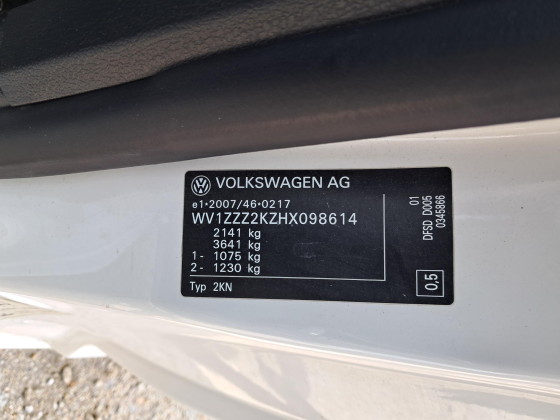 VOLKSWAGEN AG
e1*2007/46*0217
WV1ZZZ2KZHX098614
2141 kg
3641 kg
1- 1075 kg
2- 1230 kg
Typ 2KN
01
DFSD D005
0345866
0,5